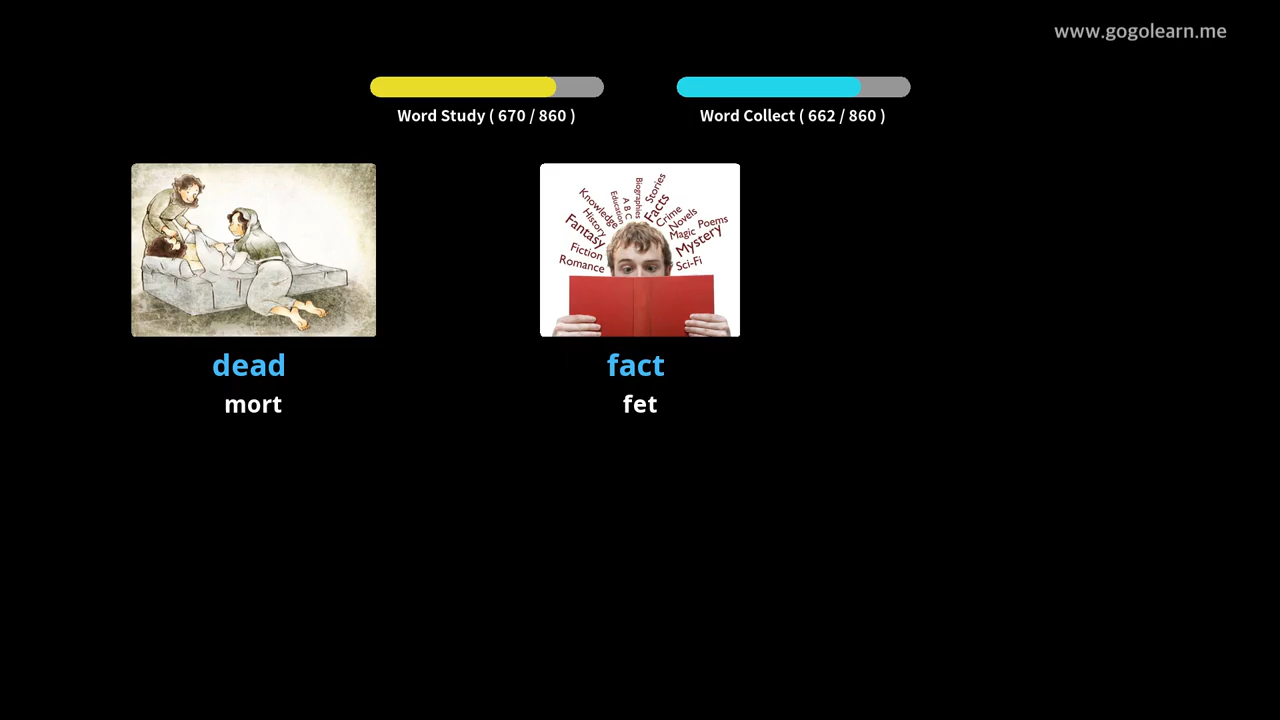 www.gogolearn.me
Word Study ( 670 / 860 )
Word Collect ( 662 / 860 )
Knowledge
History
Fantasy
Fiction
Romance
Education
A B C
Biographies
Stories
Facts
Crime
Novels
Magic
Poems
Mystery
Sci-Fi
dead
mort
fact
fet